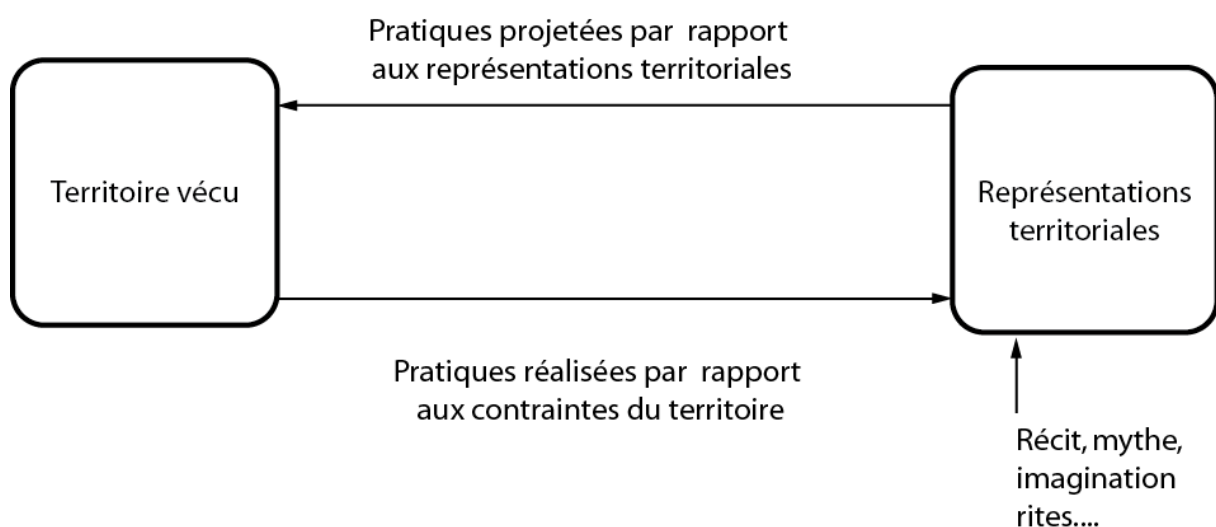 Pratiques projetées par rapport
aux représentations territoriales
Territoire vécu
Représentations
territoriales
Pratiques réalisées par rapport
aux contraintes du territoire
Récit, mythe,
imagination
rites....